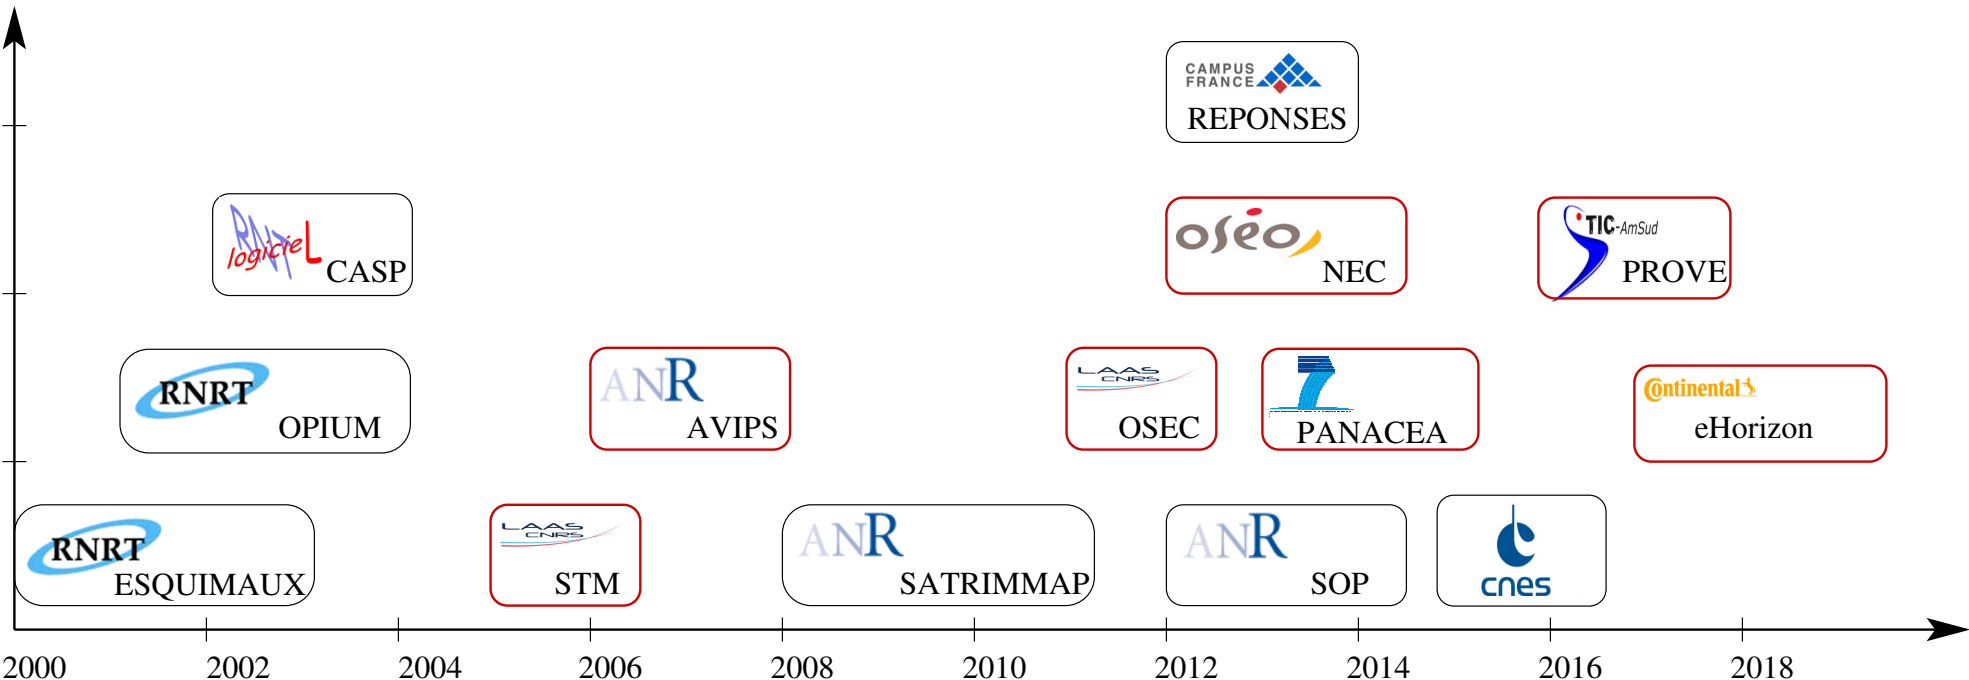 CAMPUS
FRANCE
REPONSES
RNTL
logiciel
CASP
oséo
NEC
TIC-AmSud
PROVE
RNRT
OPIUM
ANR
AVIPS
LAAS
CNRS
OSEC
7
PANACEA
Continental
eHorizon
RNRT
ESQUIMAUX
LAAS
CNRS
STM
ANR
SATRIMMAP
ANR
SOP
cnes
2000 2002 2004 2006 2008 2010 2012 2014 2016 2018